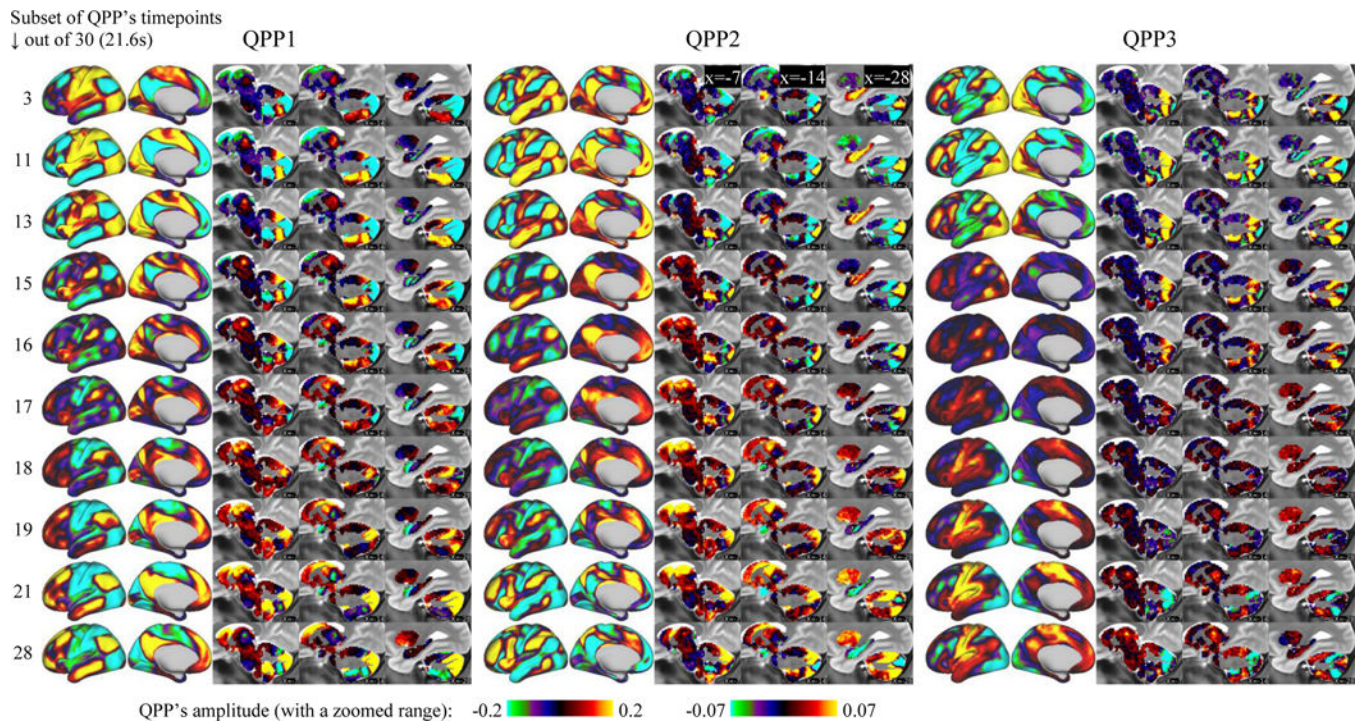 Subset of QPP's timepoints
↓ out of 30 (21.6s)
QPP1
QPP2
QPP3
x=-7
x=-14
x=-28
3
11
13
15
16
17
18
19
21
28
QPP's amplitude (with a zoomed range):
-0.2
0.2
-0.07
0.07